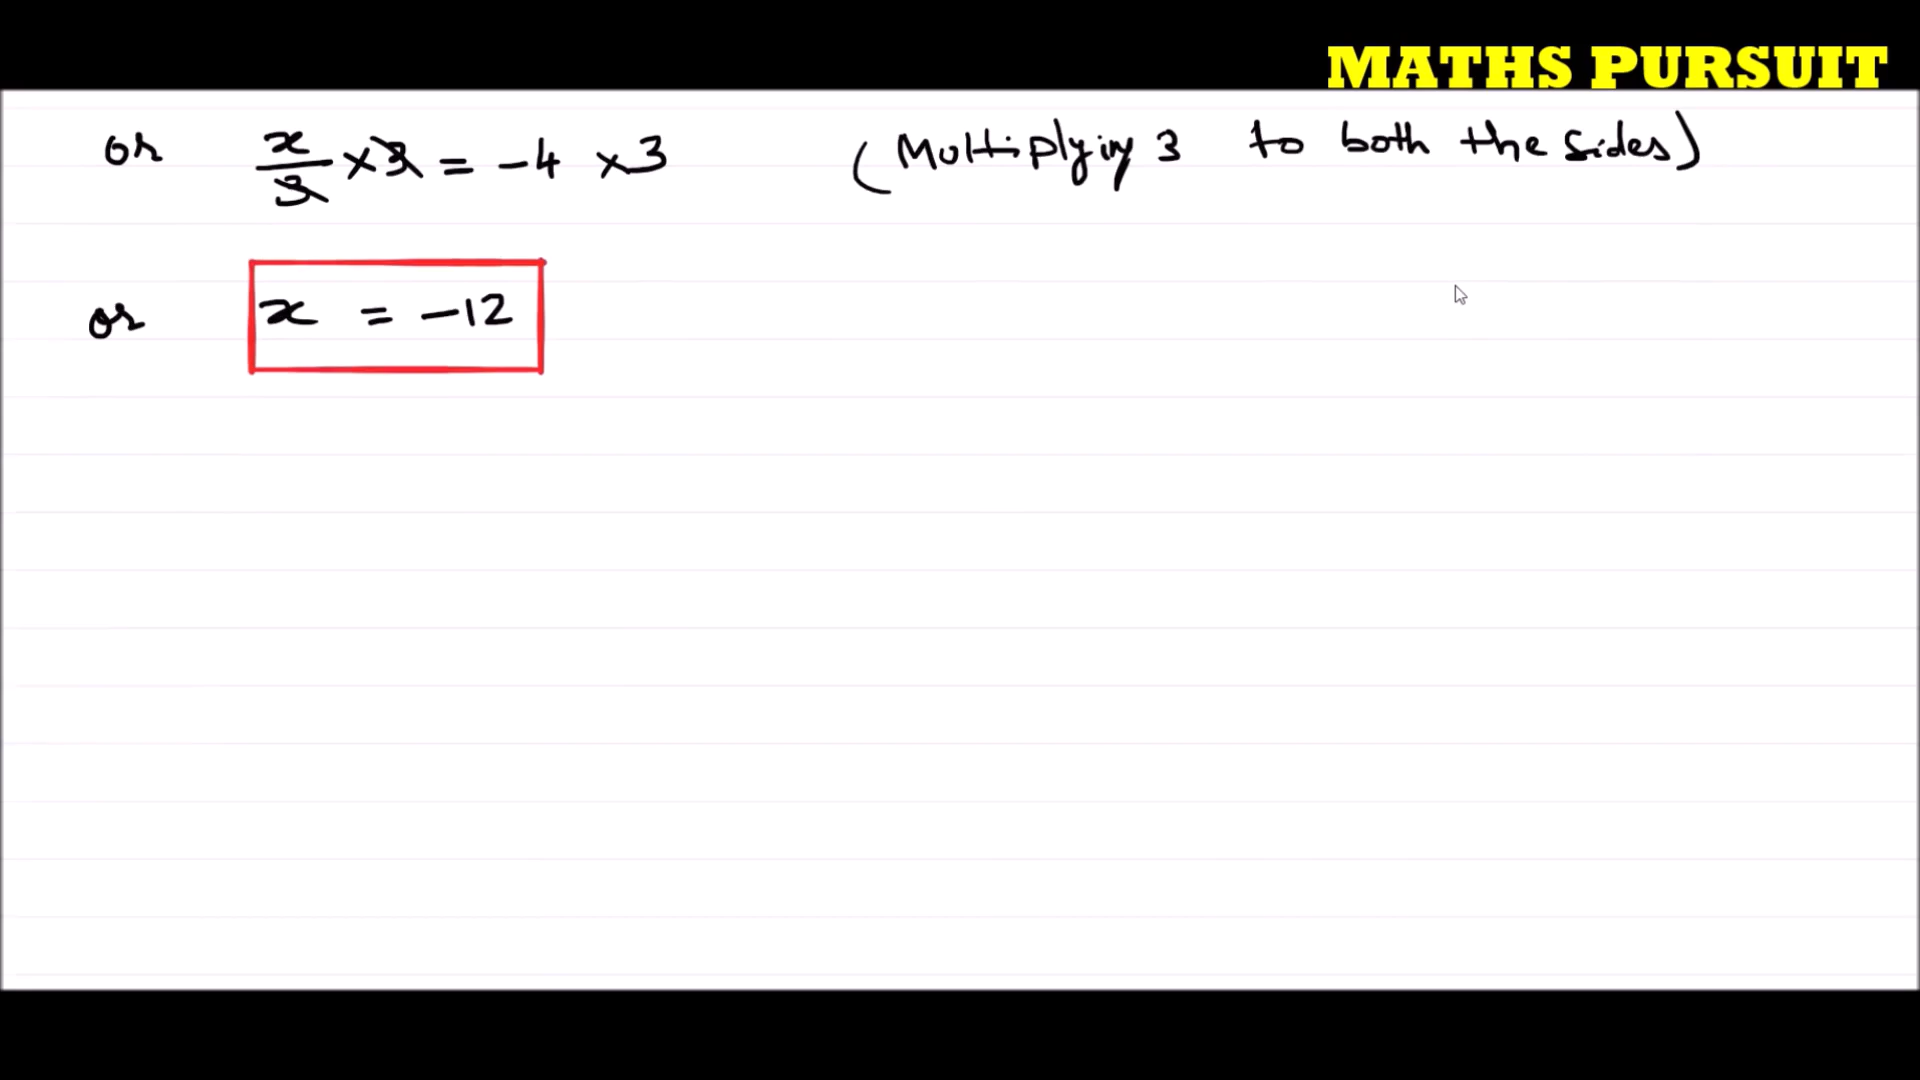 MATHS PURSUIT
or x/3 ×3 = -4 ×3 (Multiplying 3 to both the sides)
or x = -12